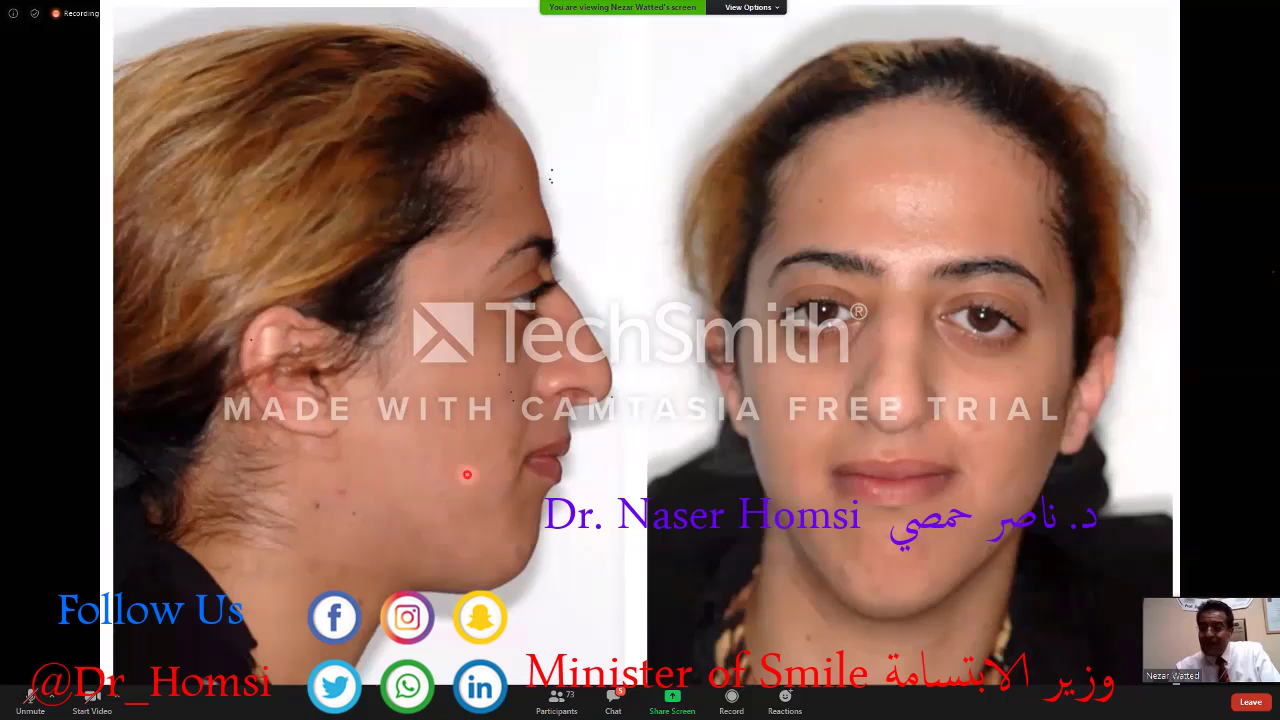 Recording
You are viewing Nezar Watted's screen
View Options
TechSmith®
MADE WITH CAMTASIA FREE TRIAL
Dr. Naser Homsi د. ناصر حمصي
Follow Us
@Dr_Homsi
Minister of Smile وزير الابتسامة
Nezar Watted
Unmute
Start Video
Participants
73
Chat
5
Share Screen
Record
Reactions
Leave